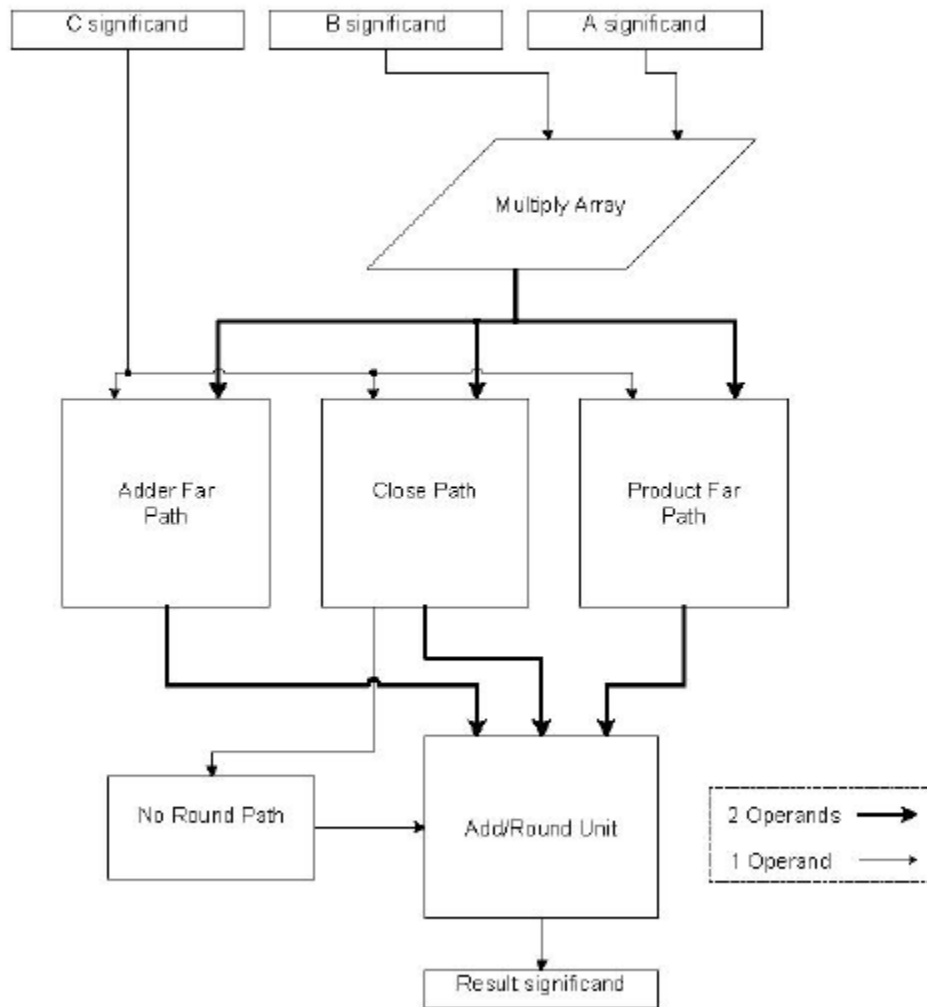 C significand
B significand
A significand
Multiply Array
Adder Far
Path
Close Path
Product Far
Path
No Round Path
Add/Round Unit
2 Operands
1 Operand
Result significand